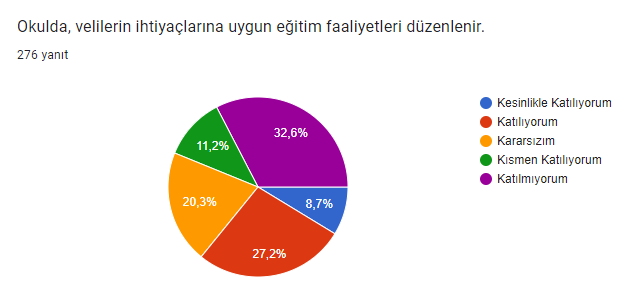 Okulda, velilerin ihtiyaçlarına uygun eğitim faaliyetleri düzenlenir.
276 yanıt
Kesinlikle Katılıyorum
Katılıyorum
Kararsızım
Kısmen Katılıyorum
Katılmıyorum
32,6%
11,2%
20,3%
8,7%
27,2%